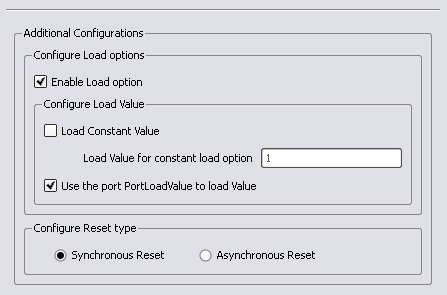 Additional Configurations
Configure Load options
Enable Load option
Configure Load Value
Load Constant Value
Load Value for constant load option 1
Use the port PortLoadValue to load Value
Configure Reset type
Synchronous Reset Asynchronous Reset